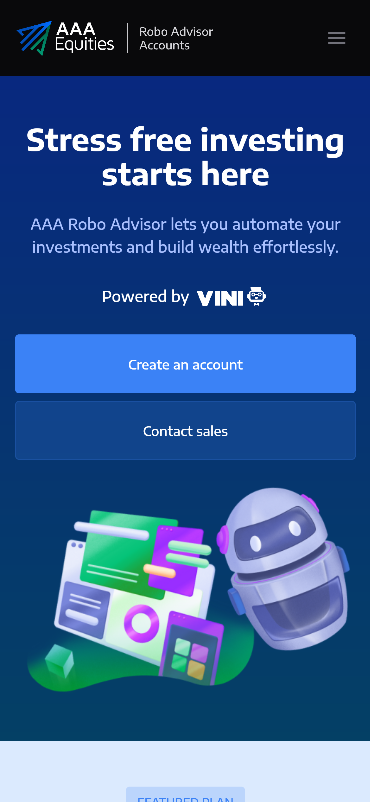 AAA
Equities
Robo Advisor
Accounts
Stress free investing
starts here
AAA Robo Advisor lets you automate your
investments and build wealth effortlessly.
Powered by VINI
Create an account
Contact sales
FEATURED PLAN